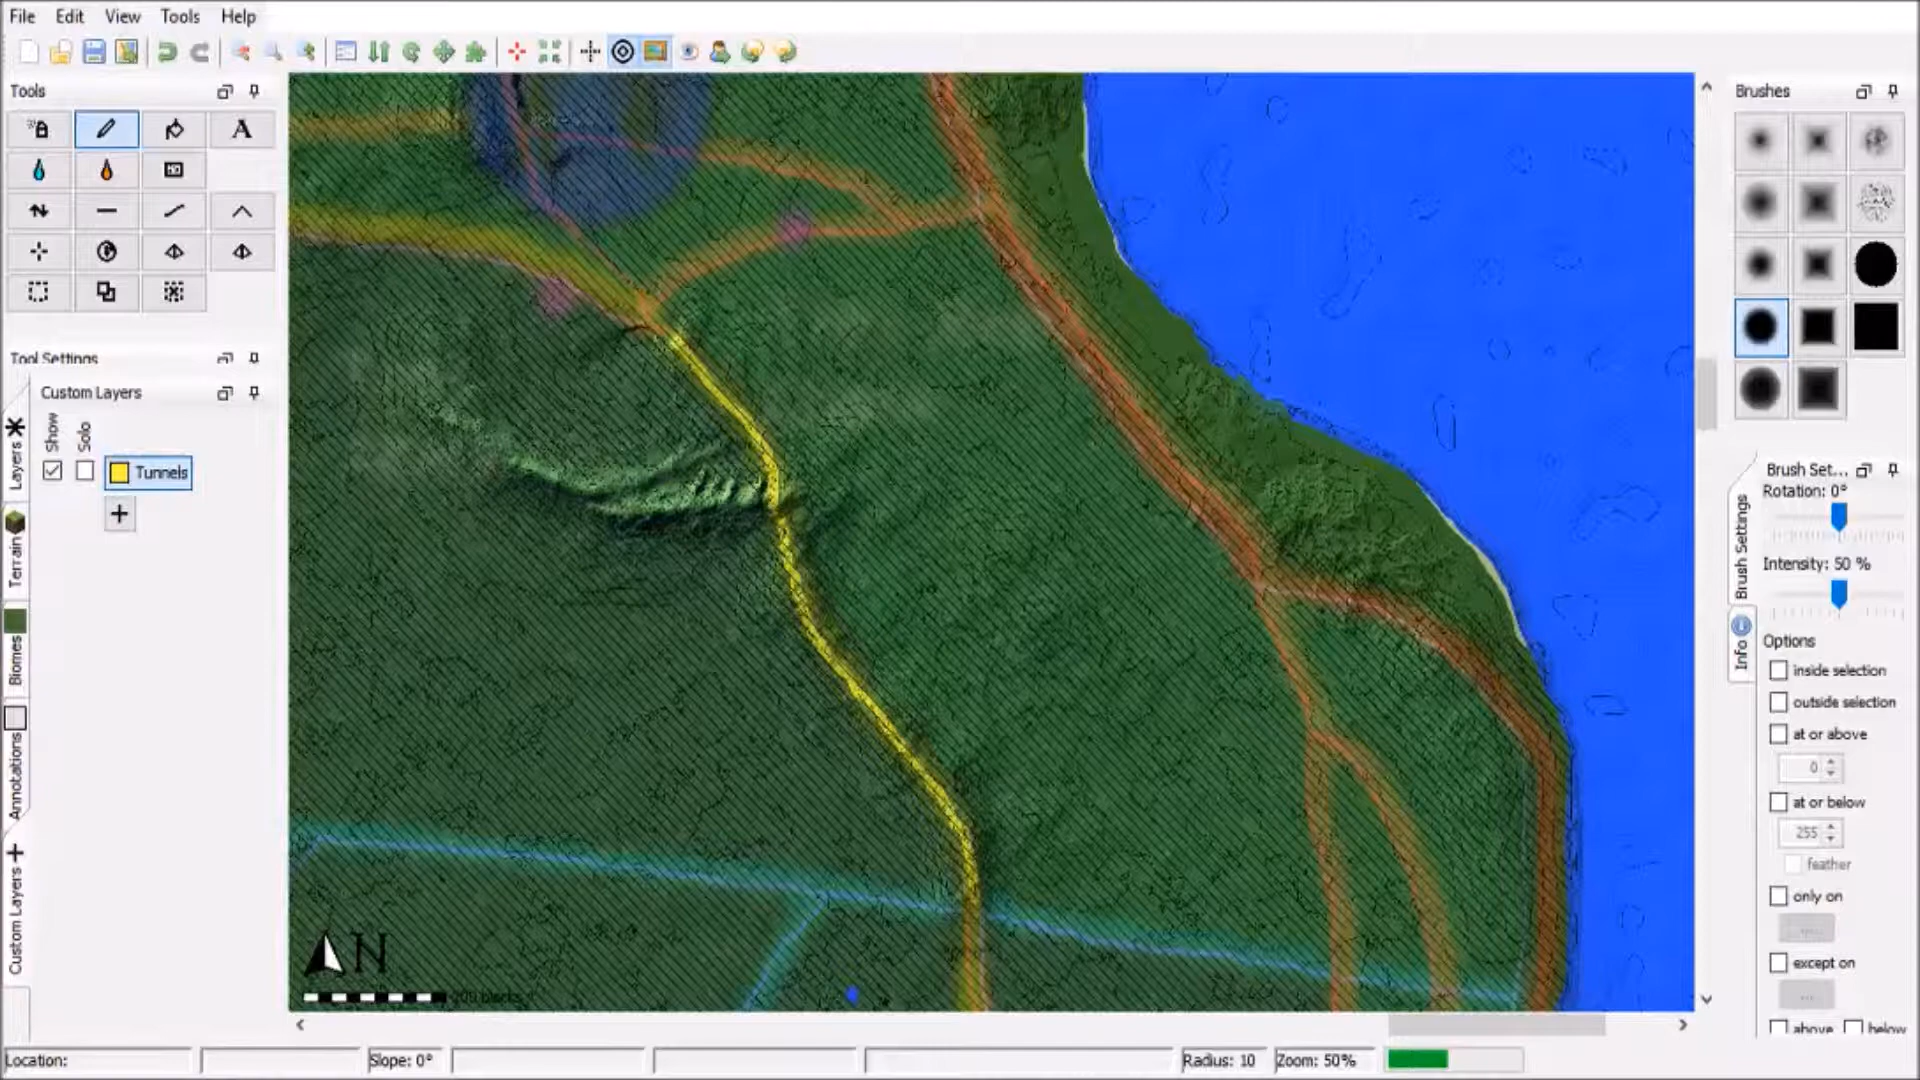 File Edit View Tools Help
Tools
A
Tool Settings
Custom Layers
Show
Solo
Tunnels
Layers
Terrain
Biomes
Annotations
Custom Layers
N
200 blocks
Brushes
Brush Set...
Rotation: 0°
Intensity: 50 %
Options
inside selection
outside selection
at or above
0
at or below
255
feather
only on
...
except on
...
above below
Brush Settings
Info
Location:
Slope: 0°
Radius: 10
Zoom: 50%